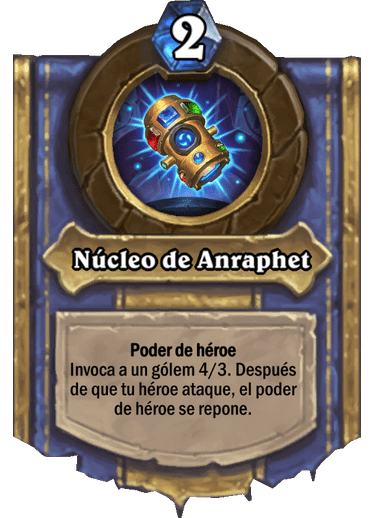 2
Núcleo de Anraphet
Poder de héroe
Invoca a un gólem 4/3. Después
de que tu héroe ataque, el poder
de héroe se repone.